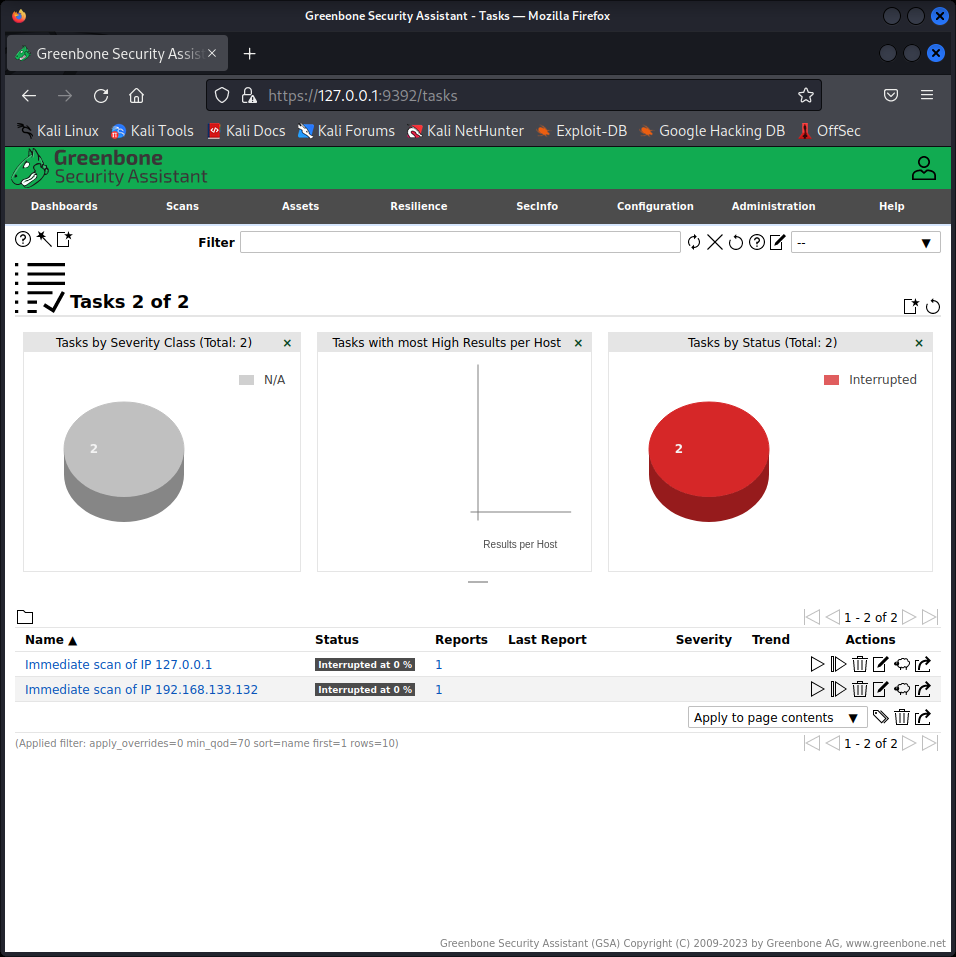 Greenbone Security Assistant - Tasks — Mozilla Firefox
Greenbone Security Assis
https://127.0.0.1:9392/tasks
Kali Linux Kali Tools Kali Docs Kali Forums Kali NetHunter Exploit-DB Google Hacking DB OffSec
Greenbone
Security Assistant
Dashboards Scans Assets Resilience SecInfo Configuration Administration Help
Filter --
Tasks 2 of 2
Tasks by Severity Class (Total: 2) Tasks with most High Results per Host Tasks by Status (Total: 2)
N/A Interrupted
2 2
Results per Host
1 - 2 of 2
Name ▲ Status Reports Last Report Severity Trend Actions
Immediate scan of IP 127.0.0.1 Interrupted at 0 % 1
Immediate scan of IP 192.168.133.132 Interrupted at 0 % 1
Apply to page contents ▼
(Applied filter: apply_overrides=0 min_qod=70 sort=name first=1 rows=10) 1 - 2 of 2
Greenbone Security Assistant (GSA) Copyright (C) 2009-2023 by Greenbone AG, www.greenbone.net